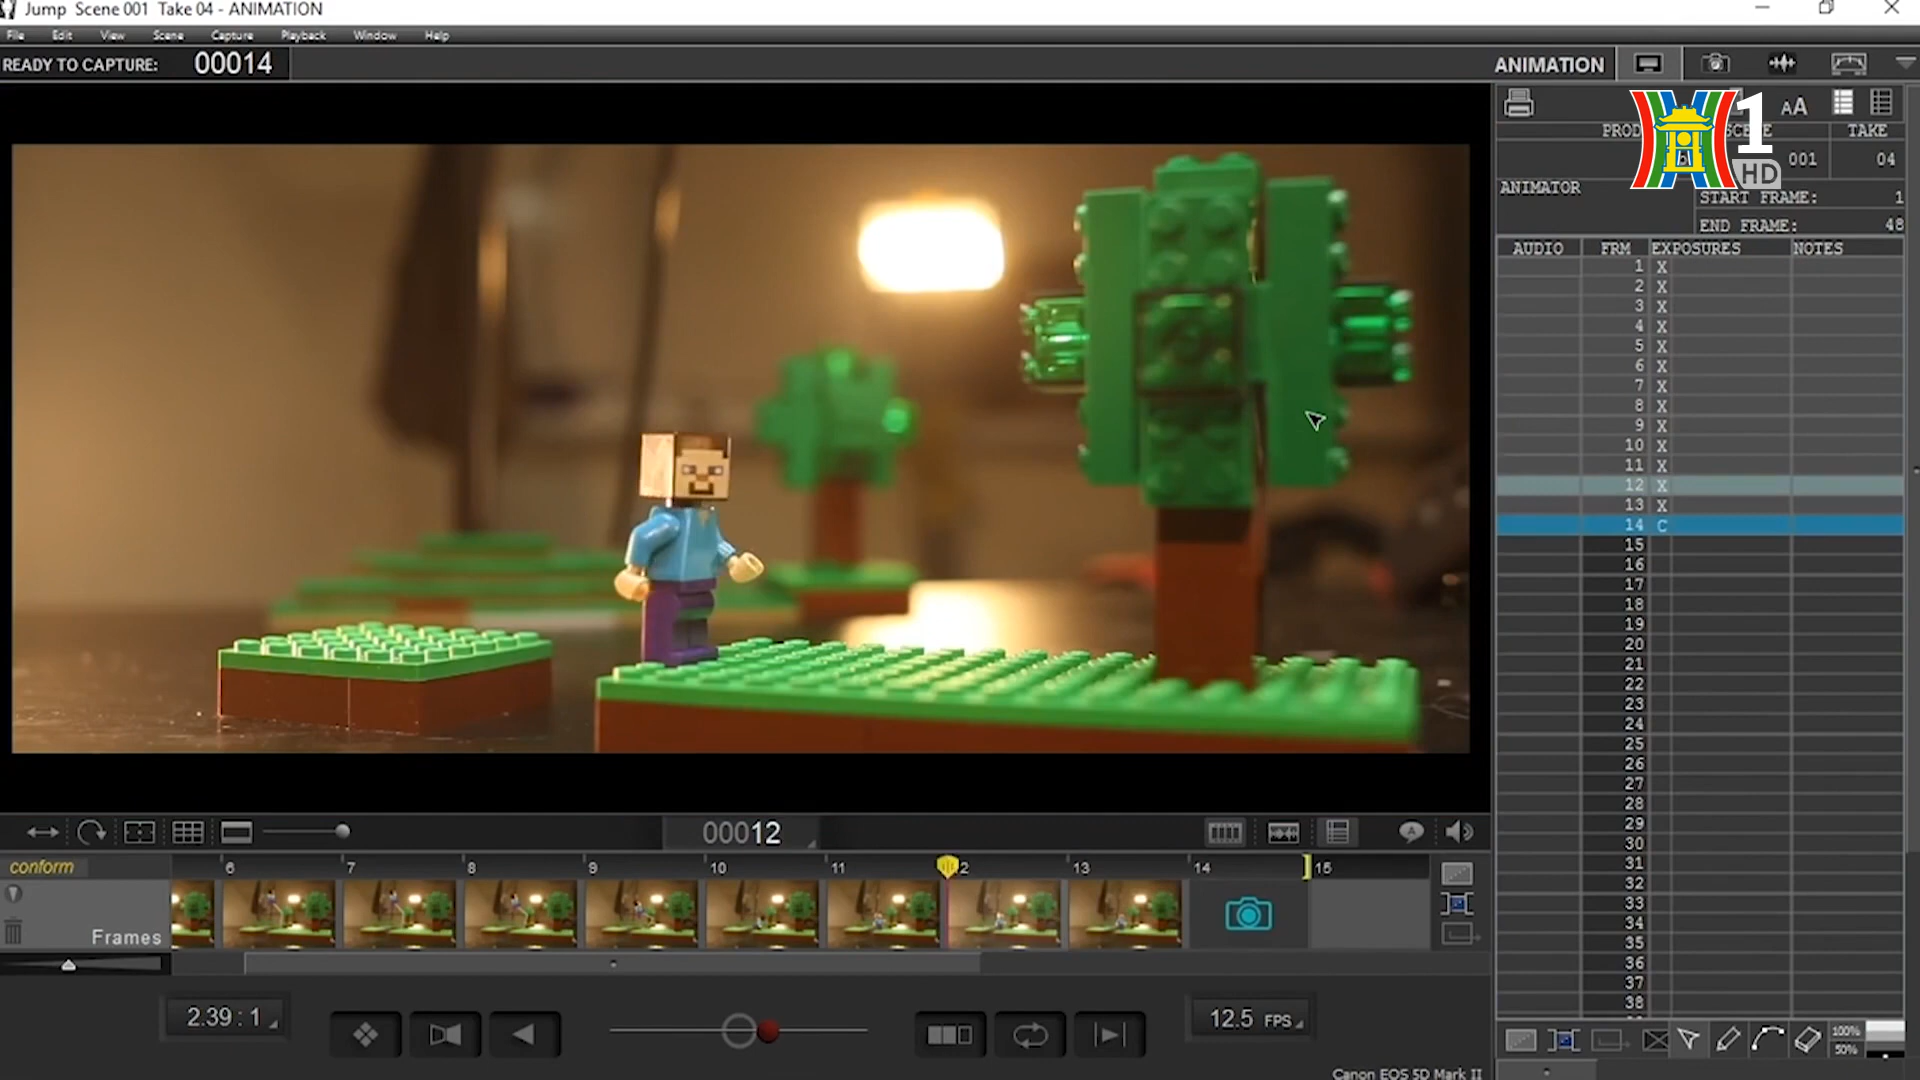 Jump Scene 001 Take 04 - ANIMATION
File Edit View Scene Capture Playback Window Help
READY TO CAPTURE: 00014
ANIMATION
AA
TAKE
001 04
ANIMATOR
START FRAME: 1
END FRAME: 48
1
HD
AUDIO FRM EXPOSURES NOTES
1 X
2 X
3 X
4 X
5 X
6 X
7 X
8 X
9 X
10 X
11 X
12 X
13 X
14 C
15
16
17
18
19
20
21
22
23
24
25
26
27
28
29
30
31
32
33
34
35
36
37
38
00012
conform
6 7 8 9 10 11 12 13 14 15
Frames
2.39 : 1
12.5 FPS
100%
50%
Canon EOS 5D Mark II